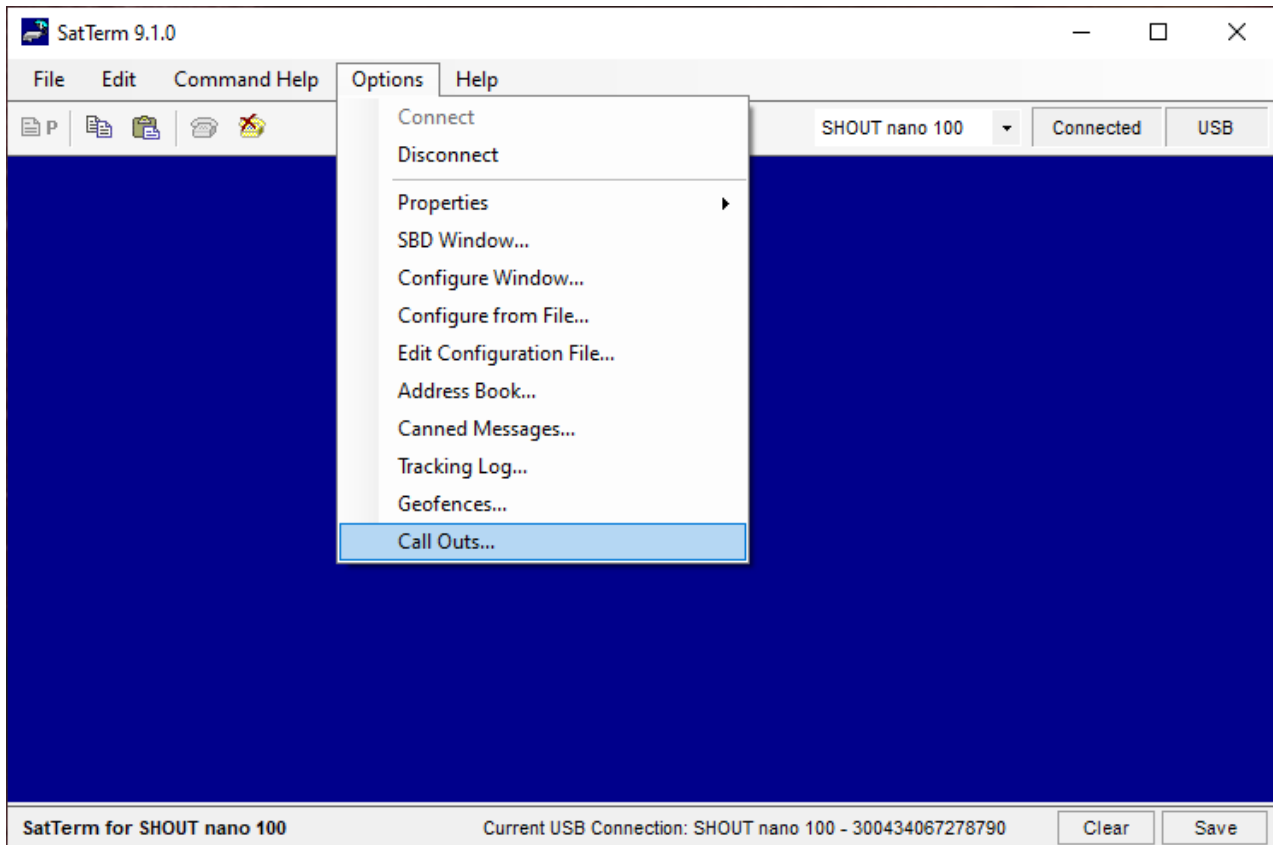 SatTerm 9.1.0
File Edit Command Help Options Help
P SHOUT nano 100 Connected USB
Connect
Disconnect
Properties
SBD Window...
Configure Window...
Configure from File...
Edit Configuration File...
Address Book...
Canned Messages...
Tracking Log...
Geofences...
Call Outs...
SatTerm for SHOUT nano 100 Current USB Connection: SHOUT nano 100 - 300434067278790 Clear Save